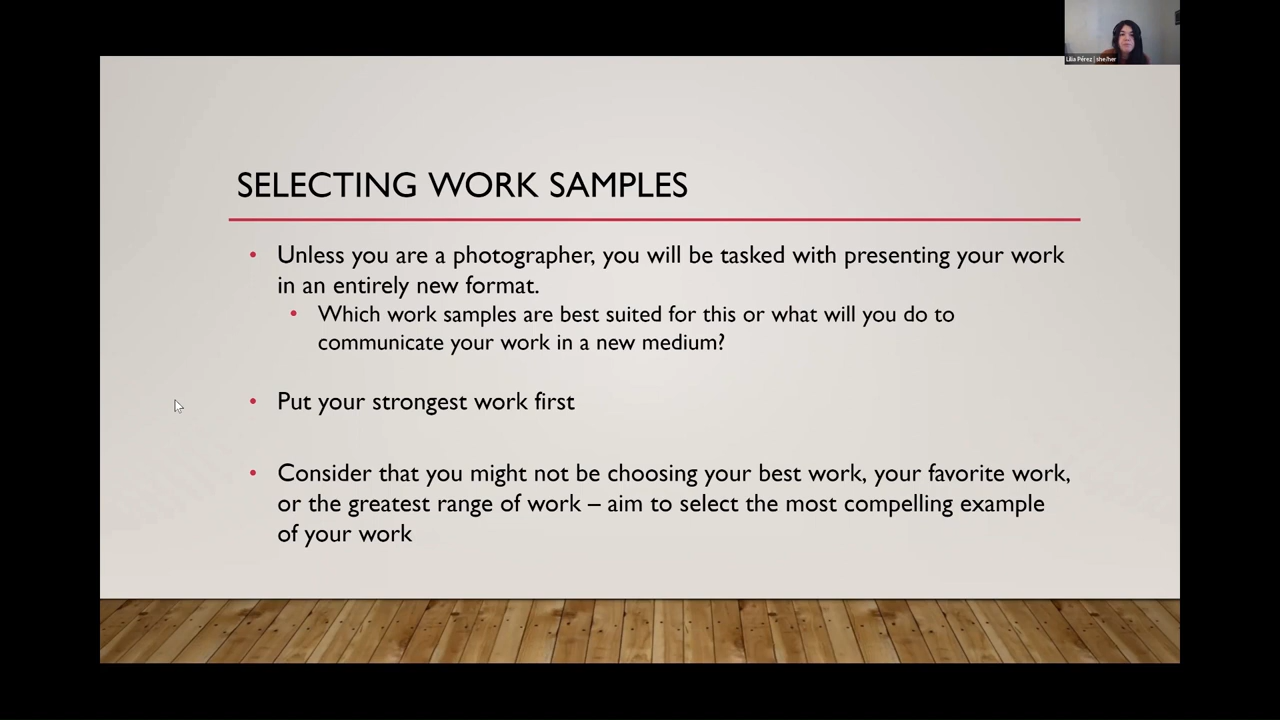 Lilia Pérez | she/her
SELECTING WORK SAMPLES
• Unless you are a photographer, you will be tasked with presenting your work
in an entirely new format.
• Which work samples are best suited for this or what will you do to
communicate your work in a new medium?
• Put your strongest work first
• Consider that you might not be choosing your best work, your favorite work,
or the greatest range of work – aim to select the most compelling example
of your work